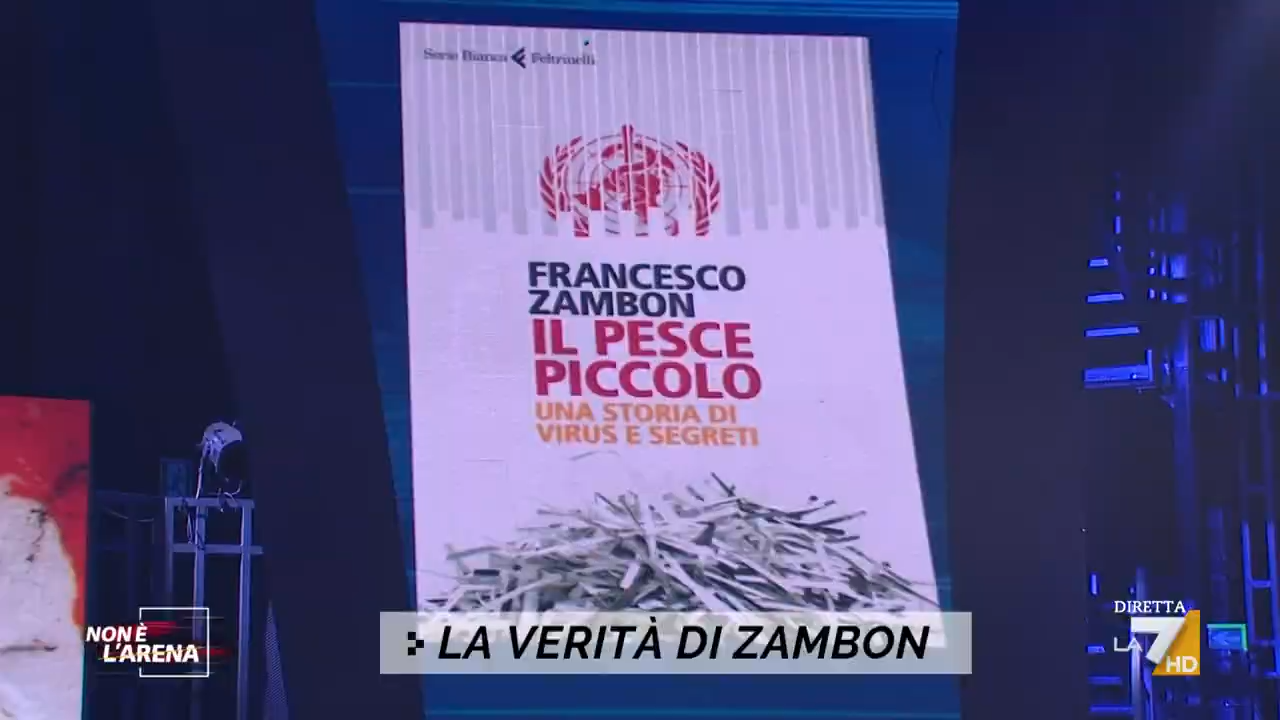 Serie Bianca Feltrinelli
FRANCESCO
ZAMBON
IL PESCE
PICCOLO
UNA STORIA DI
VIRUS E SEGRETI
NON È
L'ARENA
LA VERITÀ DI ZAMBON
DIRETTA
LA 7
HD